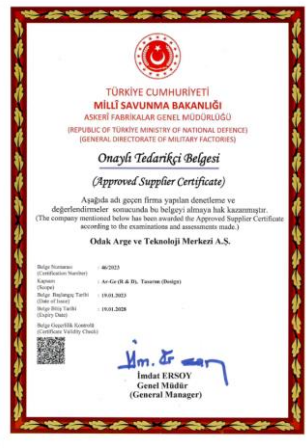 TÜRKİYE CUMHURİYETİ
MİLLÎ SAVUNMA BAKANLIĞI
ASKERÎ FABRİKALAR GENEL MÜDÜRLÜĞÜ
(REPUBLIC OF TÜRKİYE MINISTRY OF NATIONAL DEFENCE)
(GENERAL DIRECTORATE OF MILITARY FACTORIES)
Onaylı Tedarikçi Belgesi
(Approved Supplier Certificate)
Aşağıda adı geçen firma yapılan denetleme ve
değerlendirmeler sonucunda bu belgeyi almaya hak kazanmıştır.
(The company mentioned below has been awarded the Approved Supplier Certificate
according to the examinations and assessments made.)
Odak Arge ve Teknoloji Merkezi A.Ş.
Belge Numarası : 46/2023
(Certification Number)
Kapsam : Ar-Ge (R & D), Tasarım (Design)
(Scope)
Belge Başlangıç Tarihi : 19.01.2023
(Date of Issue)
Belge Bitiş Tarihi : 19.01.2028
(Expiry Date)
Belge Geçerlilik Kontrolü
(Certificate Validity Check)
İmdat ERSOY
Genel Müdür
(General Manager)